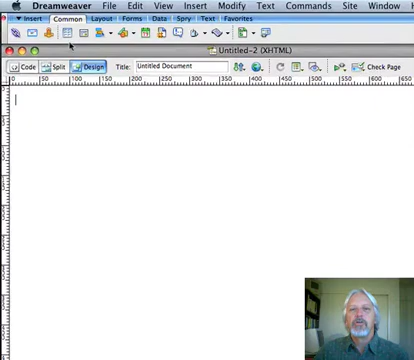 Dreamweaver File Edit View Insert Modify Text Commands Site Window
Insert Common Layout Forms Data Spry Text Favorites
Untitled-2 (XHTML)
Code Split Design Title: Untitled Document Check Page
0 50 100 150 200 250 300 350 400 450 500 550 600 650